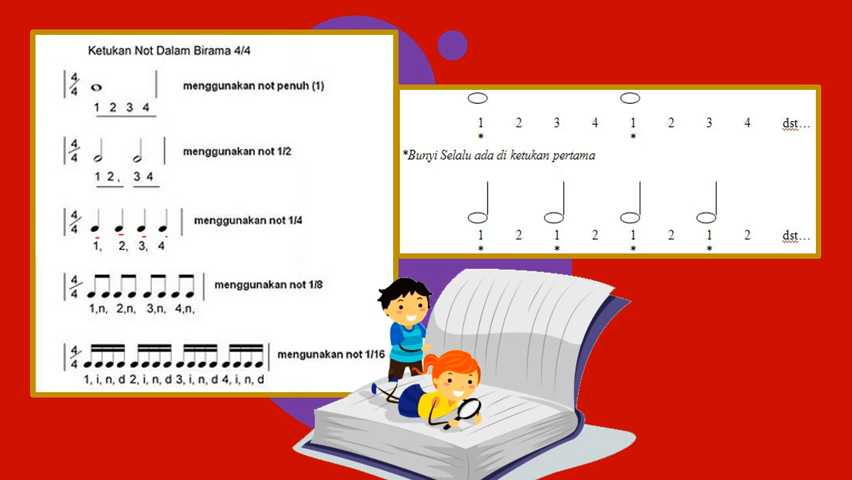 Ketukan Not Dalam Birama 4/4
4/4 menggunakan not penuh (1)
1 2 3 4
4/4 menggunakan not 1/2
1 2 , 3 4
4/4 menggunakan not 1/4
1, 2, 3, 4
4/4 menggunakan not 1/8
1,n, 2,n, 3,n, 4,n,
4/4 mengunakan not 1/16
1, i, n, d 2, i, n, d 3, i, n, d 4, i, n, d
1 2 3 4 1 2 3 4 dst…
* *
*Bunyi Selalu ada di ketukan pertama
1 2 1 2 1 2 1 2 dst…
* * * *